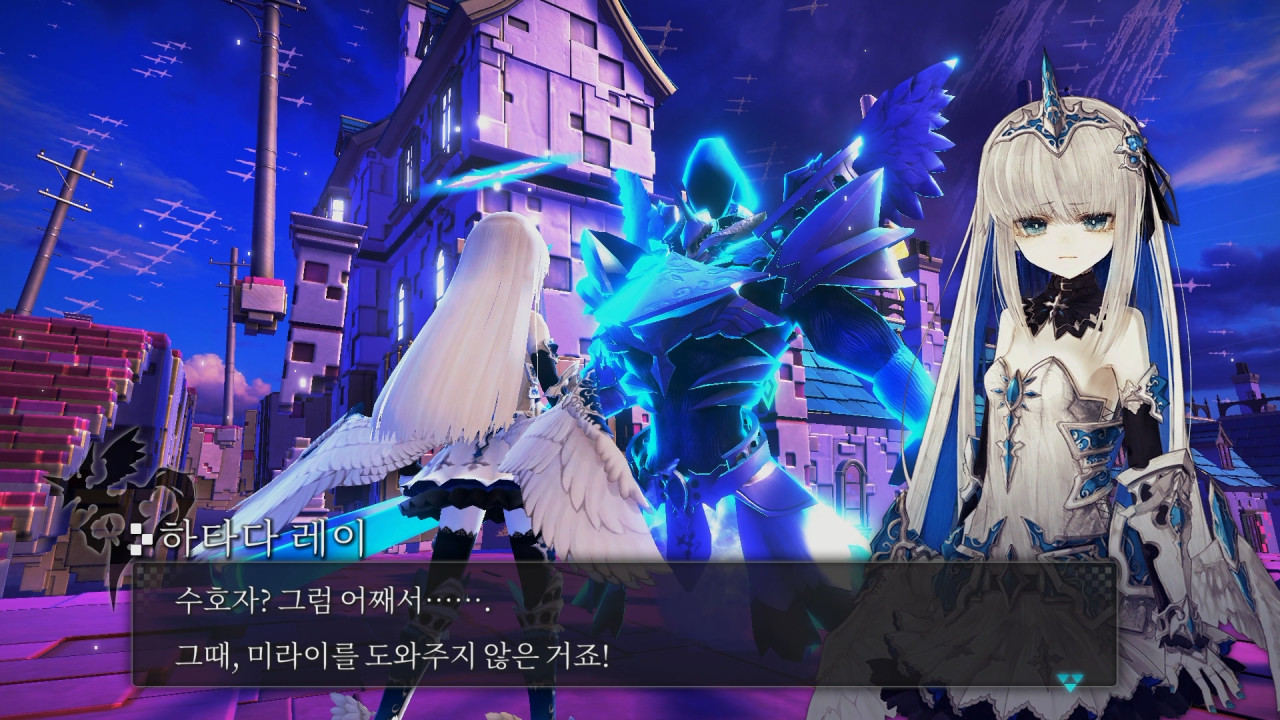 하타다 레이
수호자? 그럼 어째서…….
그때, 미라이를 도와주지 않은 거죠!